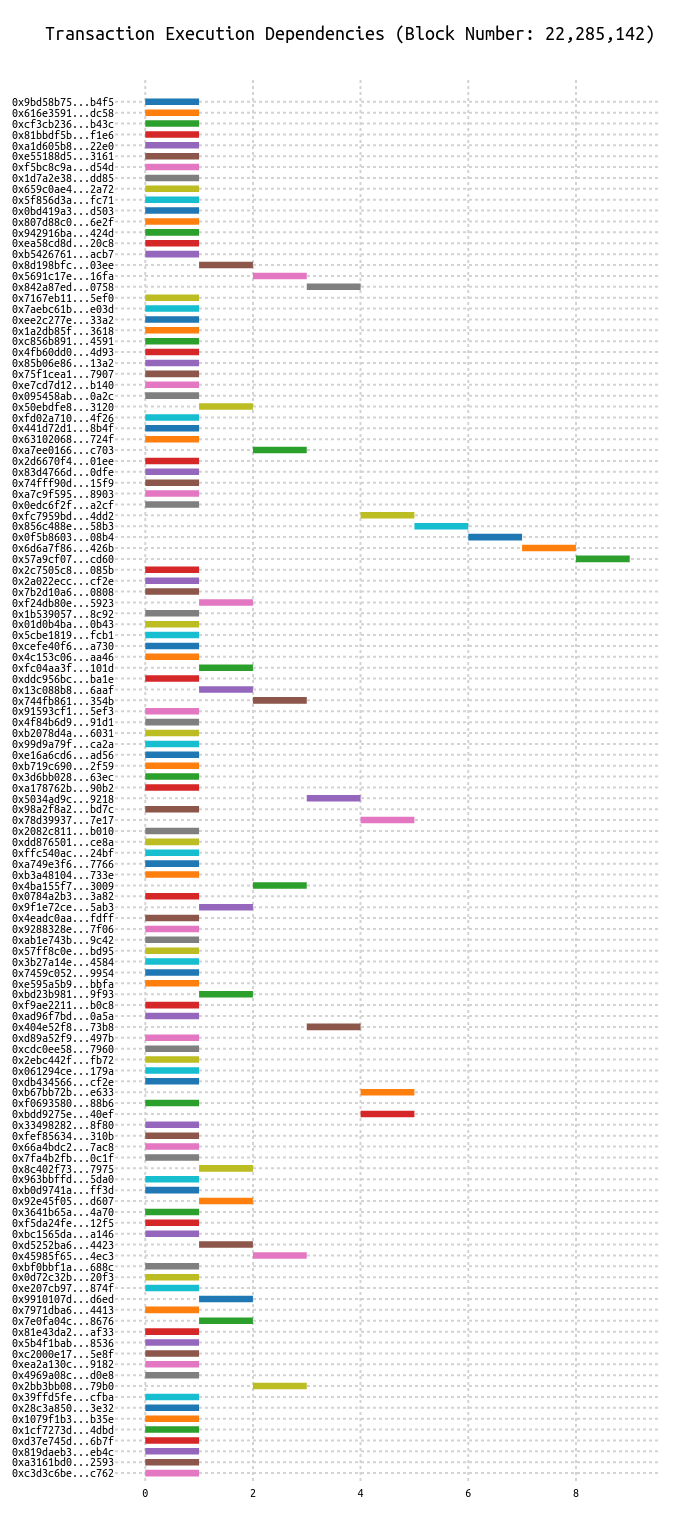 Transaction Execution Dependencies (Block Number: 22,285,142)
0x9bd58b75...b4f5
0x616e3591...dc58
0xcf3cb236...b43c
0x81bbdf5b...f1e6
0xa1d605b8...22e0
0xe55188d5...3161
0xf5bc8c9a...d54d
0x1d7a2e38...dd85
0x659c0ae4...2a72
0x5f856d3a...fc71
0x0bd419a3...d503
0x807d88c0...6e2f
0x942916ba...424d
0xea58cd8d...20c8
0xb5426761...acb7
0x8d198bfc...03ee
0x5691c17e...16fa
0x842a87ed...0758
0x7167eb11...5ef0
0x7aebc61b...e03d
0xee2c277e...33a2
0x1a2db85f...3618
0xc856b891...4591
0x4fb60dd0...4d93
0x85b06e86...13a2
0x75f1cea1...7907
0xe7cd7d12...b140
0x095458ab...0a2c
0x50ebdfe8...3120
0xfd02a710...4f26
0x441d72d1...8b4f
0x63102068...724f
0xa7ee0166...c703
0x2d6670f4...01ee
0x83d4766d...0dfe
0x74fff90d...15f9
0xa7c9f595...8903
0x0edc6f2f...a2cf
0xfc7959bd...4dd2
0x856c488e...58b3
0x0f5b8603...08b4
0x6d6a7f86...426b
0x57a9cf07...cd60
0x2c7505c8...085b
0x2a022ecc...cf2e
0x7b2d10a6...0808
0xf24db80e...5923
0x1b539057...8c92
0x01d0b4ba...0b43
0x5cbe1819...fcb1
0xcefe40f6...a730
0x4c153c06...aa46
0xfc04aa3f...101d
0xddc956bc...ba1e
0x13c088b8...6aaf
0x744fb861...354b
0x91593cf1...5ef3
0x4f84b6d9...91d1
0xb2078d4a...6031
0x99d9a79f...ca2a
0xe16a6cd6...ad56
0xb719c690...2f59
0x3d6bb028...63ec
0xa178762b...90b2
0x5034ad9c...9218
0x98a2f8a2...bd7c
0x78d39937...7e17
0x2082c811...b010
0xdd876501...ce8a
0xffc540ac...24bf
0xa749e3f6...7766
0xb3a48104...733e
0x4ba155f7...3009
0x0784a2b3...3a82
0x9f1e72ce...5ab3
0x4eadc0aa...fdff
0x9288328e...7f06
0xab1e743b...9c42
0x57ff8c0e...bd95
0x3b27a14e...4584
0x7459c052...9954
0xe595a5b9...bbfa
0xbd23b981...9f93
0xf9ae2211...b0c8
0xad96f7bd...0a5a
0x404e52f8...73b8
0xd89a52f9...497b
0xcdc0ee58...7960
0x2ebc442f...fb72
0x061294ce...179a
0xdb434566...cf2e
0xb67bb72b...e633
0xf0693580...88b6
0xbdd9275e...40ef
0x33498282...8f80
0xfef85634...310b
0x66a4bdc2...7ac8
0x7fa4b2fb...0c1f
0x8c402f73...7975
0x963bbffd...5da0
0xb0d9741a...ff3d
0x92e45f05...d607
0x3641b65a...4a70
0xf5da24fe...12f5
0xbc1565da...a146
0xd5252ba6...4423
0x45985f65...4ec3
0xbf0bbf1a...688c
0x0d72c32b...20f3
0xe207cb97...874f
0x9910107d...d6ed
0x7971dba6...4413
0x7e0fa04c...8676
0x81e43da2...af33
0x5b4f1bab...8536
0xc2000e17...5e8f
0xea2a130c...9182
0x4969a08c...d0e8
0x2bb3bb08...79b0
0x39ffd5fe...cfba
0x28c3a850...3e32
0x1079f1b3...b35e
0x1cf7273d...4dbd
0xd37e745d...6b7f
0x819daeb3...eb4c
0xa3161bd0...2593
0xc3d3c6be...c762
0 2 4 6 8